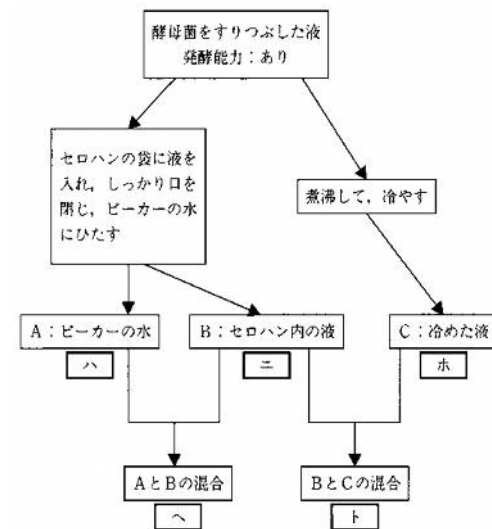 酵母菌をすりつぶした液
発酵能力：あり
セロハンの袋に液を
入れ，しっかり口を
閉じ，ビーカーの水
にひたす
煮沸して，冷やす
A：ビーカーの水
B：セロハン内の液
C：冷めた液
ハ
ニ
ホ
AとBの混合
BとCの混合
ヘ
ト